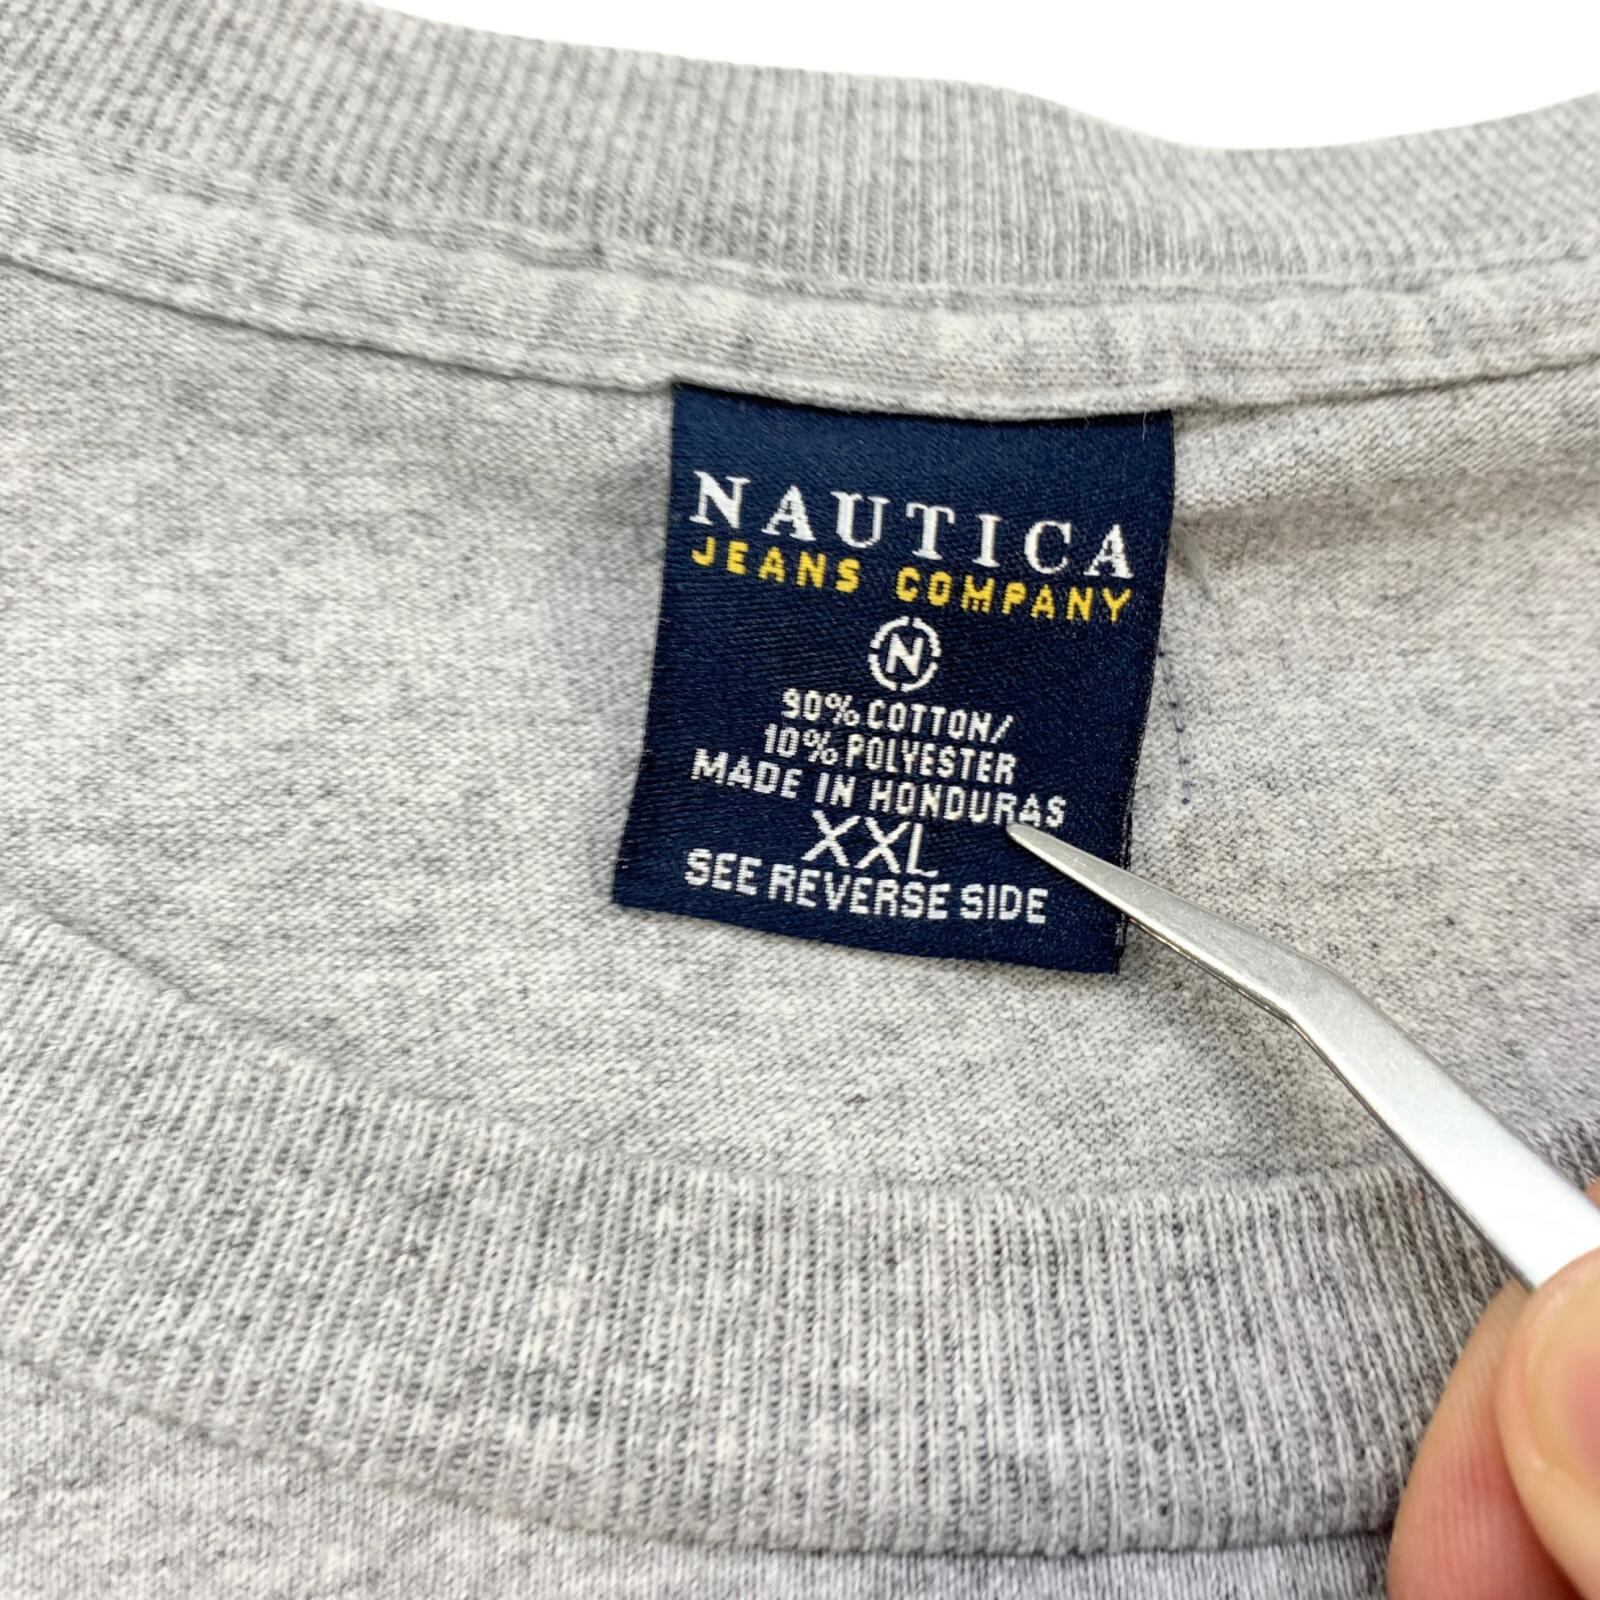 NAUTICA
JEANS COMPANY
N
90% COTTON/
10% POLYESTER
MADE IN HONDURAS
XXL
SEE REVERSE SIDE